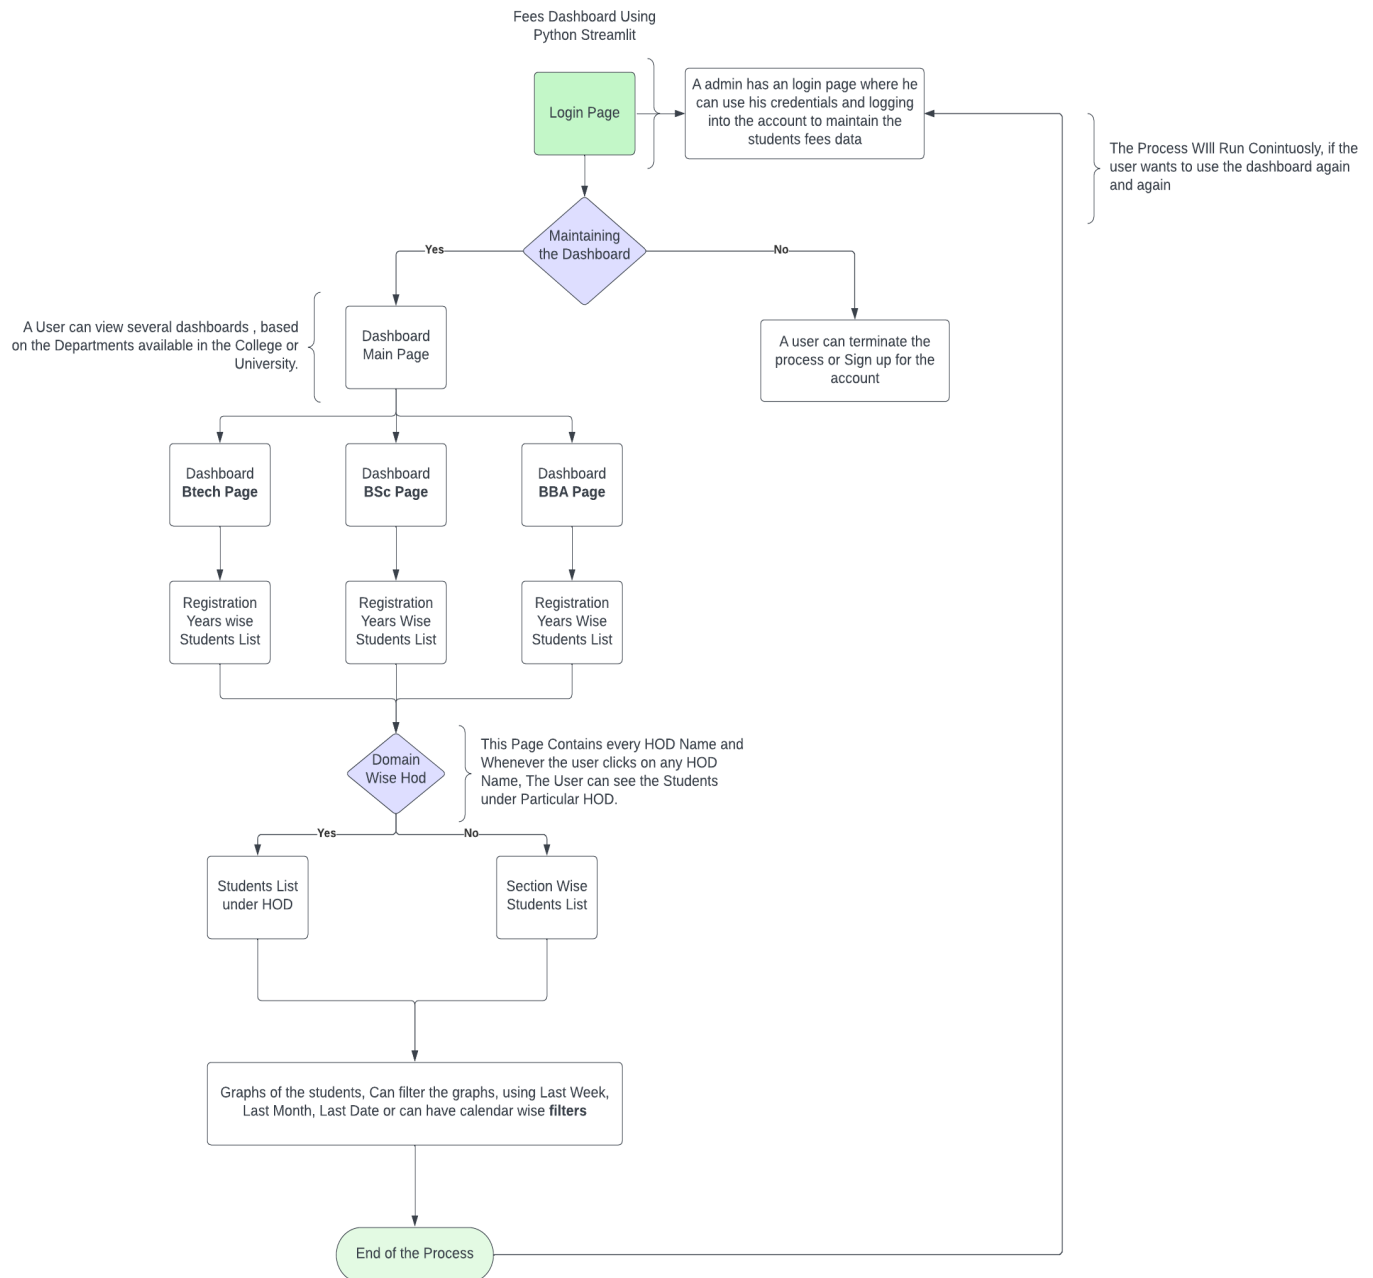 Fees Dashboard Using
Python Streamlit
Login Page
A admin has an login page where he
can use his credentials and logging
into the account to maintain the
students fees data
The Process WIll Run Conintuosly, if the
user wants to use the dashboard again
and again
Maintaining
the Dashboard
Yes
No
A User can view several dashboards , based
on the Departments available in the College or
University.
Dashboard
Main Page
A user can terminate the
process or Sign up for the
account
Dashboard
Btech Page
Dashboard
BSc Page
Dashboard
BBA Page
Registration
Years wise
Students List
Registration
Years Wise
Students List
Registration
Years Wise
Students List
Domain
Wise Hod
This Page Contains every HOD Name and
Whenever the user clicks on any HOD
Name, The User can see the Students
under Particular HOD.
Yes
No
Students List
under HOD
Section Wise
Students List
Graphs of the students, Can filter the graphs, using Last Week,
Last Month, Last Date or can have calendar wise filters
End of the Process